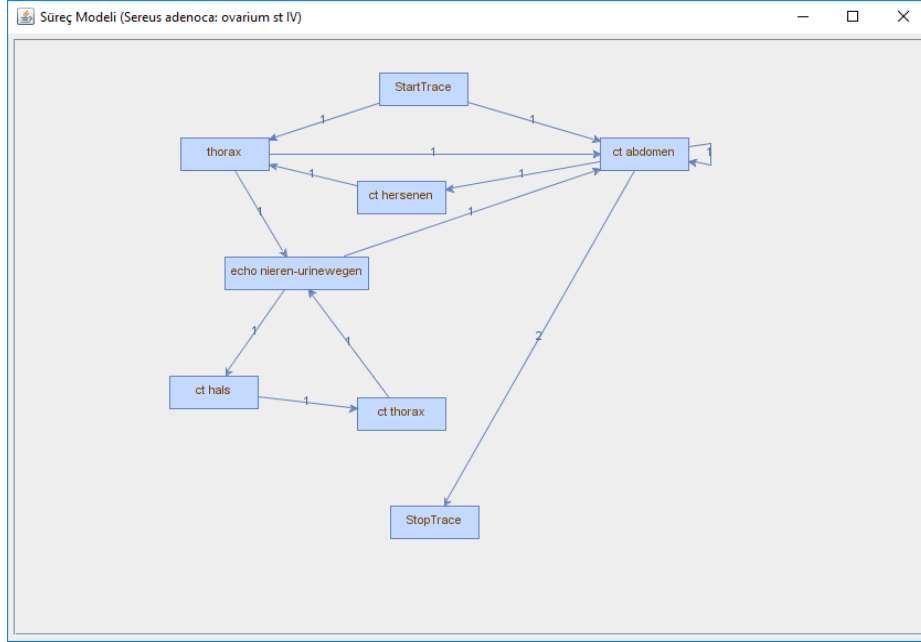 Süreç Modeli (Sereus adenoca: ovarium st IV)
StartTrace
1
1
thorax
1
ct abdomen
1
1
1
ct hersenen
1
1
echo nieren-urinewegen
1
1
2
ct hals
1
ct thorax
StopTrace